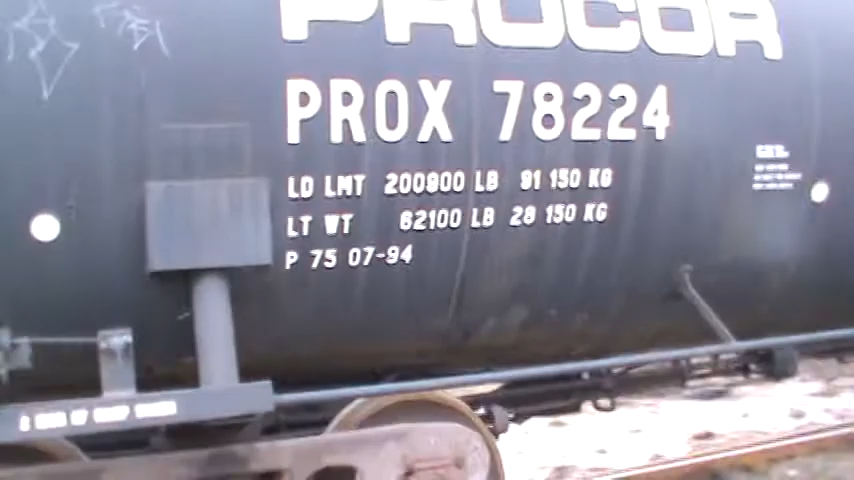 PROCOR
PROX 78224
LD LMT 200900 LB 91 150 KG
LT WT 62100 LB 28 150 KG
P 75 07-94